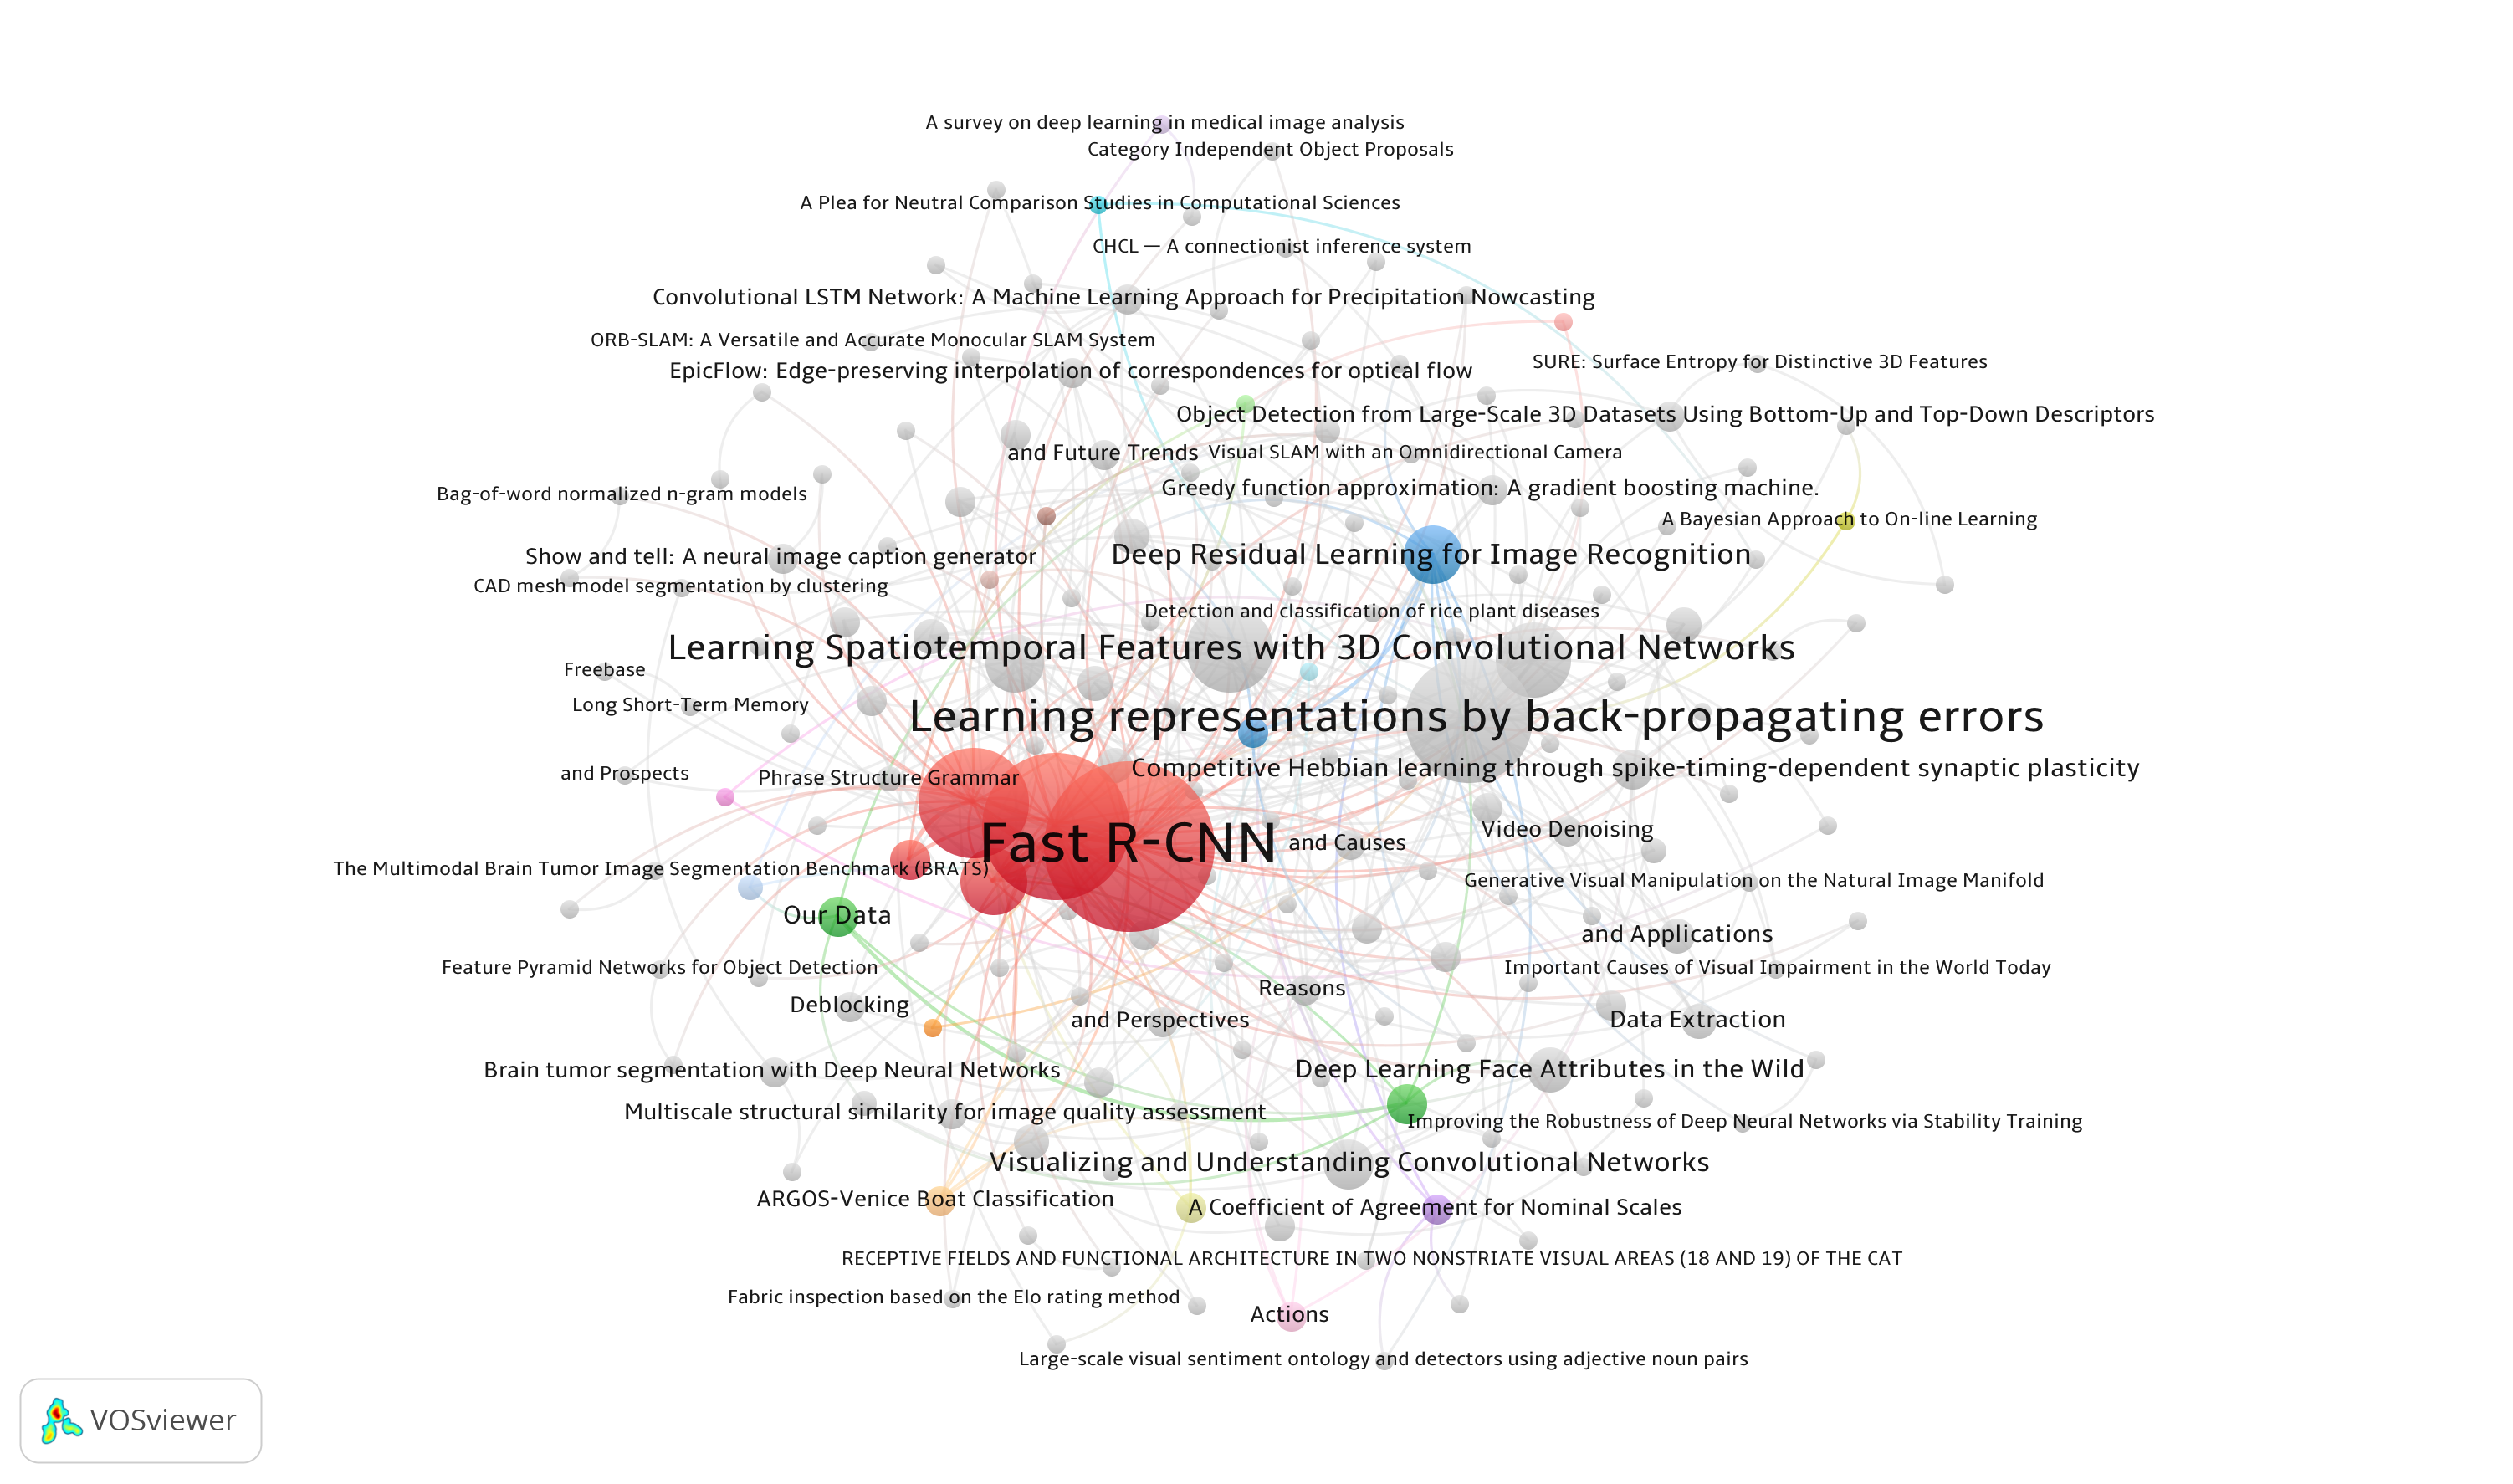 A survey on deep learning in medical image analysis
Category Independent Object Proposals
A Plea for Neutral Comparison Studies in Computational Sciences
CHCL — A connectionist inference system
Convolutional LSTM Network: A Machine Learning Approach for Precipitation Nowcasting
ORB-SLAM: A Versatile and Accurate Monocular SLAM System
SURE: Surface Entropy for Distinctive 3D Features
EpicFlow: Edge-preserving interpolation of correspondences for optical flow
Object Detection from Large-Scale 3D Datasets Using Bottom-Up and Top-Down Descriptors
and Future Trends
Visual SLAM with an Omnidirectional Camera
Greedy function approximation: A gradient boosting machine.
Bag-of-word normalized n-gram models
A Bayesian Approach to On-line Learning
Show and tell: A neural image caption generator
Deep Residual Learning for Image Recognition
CAD mesh model segmentation by clustering
Detection and classification of rice plant diseases
Learning Spatiotemporal Features with 3D Convolutional Networks
Freebase
Long Short-Term Memory
Learning representations by back-propagating errors
and Prospects
Phrase Structure Grammar
Competitive Hebbian learning through spike-timing-dependent synaptic plasticity
Fast R-CNN
and Causes
Video Denoising
The Multimodal Brain Tumor Image Segmentation Benchmark (BRATS)
Generative Visual Manipulation on the Natural Image Manifold
Our Data
and Applications
Feature Pyramid Networks for Object Detection
Important Causes of Visual Impairment in the World Today
Reasons
Deblocking
and Perspectives
Data Extraction
Brain tumor segmentation with Deep Neural Networks
Deep Learning Face Attributes in the Wild
Multiscale structural similarity for image quality assessment
Improving the Robustness of Deep Neural Networks via Stability Training
Visualizing and Understanding Convolutional Networks
ARGOS-Venice Boat Classification
A Coefficient of Agreement for Nominal Scales
RECEPTIVE FIELDS AND FUNCTIONAL ARCHITECTURE IN TWO NONSTRIATE VISUAL AREAS (18 AND 19) OF THE CAT
Fabric inspection based on the Elo rating method
Actions
Large-scale visual sentiment ontology and detectors using adjective noun pairs
VOSviewer